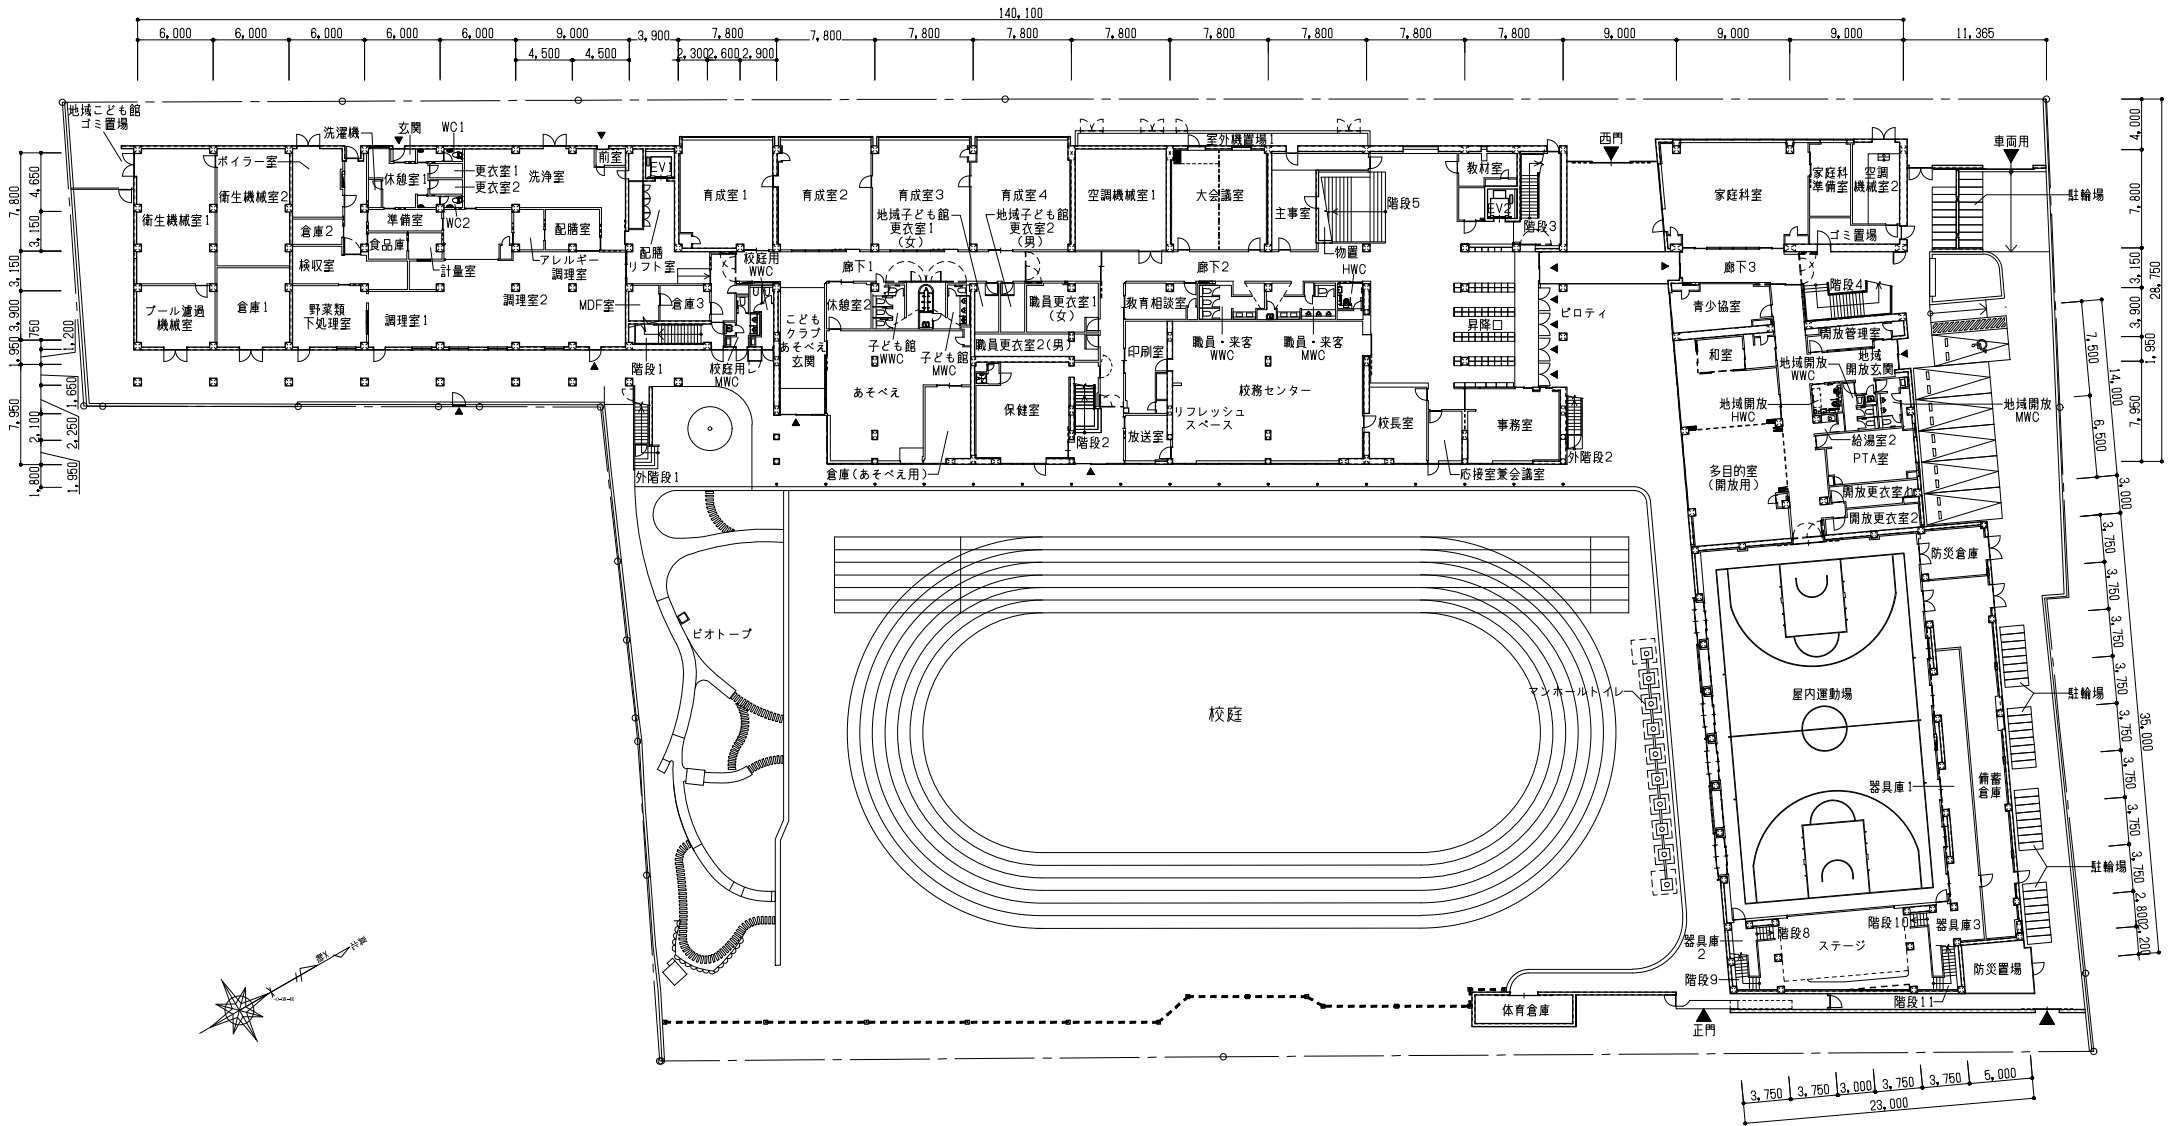 140,100
6,000
6,000
6,000
6,000
6,000
9,000
3,900
7,800
7,800
7,800
7,800
7,800
7,800
7,800
7,800
7,800
9,000
9,000
9,000
11,365
4,500
4,500
2,300
2,600
2,900
地域こども館
ゴミ置場
洗濯機
玄関
WC1
ボイラー室
休憩室1
更衣室1
更衣室2
洗浄室
前室
EV1
衛生機械室1
衛生機械室2
倉庫2
準備室
WC2
食品庫
配膳室
検収室
計量室
アレルギー
調理室
配膳
リフト室
調理室2
MDF室
倉庫3
プール濾過
機械室
倉庫1
野菜類
下処理室
調理室1
階段1
校庭用
WWC
校庭用
MWC
育成室1
育成室2
育成室3
育成室4
地域子ども館
更衣室1
(女)
地域子ども館
更衣室2
(男)
空調機械室1
室外機置場1
大会議室
主事室
階段5
教材室
EV2
階段3
物置
HWC
廊下1
廊下2
廊下3
こども
クラブ
あそべえ
玄関
休憩室2
子ども館
WWC
子ども館
MWC
職員更衣室1
(女)
職員更衣室2(男)
教育相談室
印刷室
職員・来客
WWC
職員・来客
MWC
昇降口
ピロティ
あそべえ
保健室
階段2
放送室
リフレッシュ
スペース
校務センター
校長室
事務室
倉庫(あそべえ用)
応接室兼会議室
外階段1
外階段2
西門
車両用
家庭科室
家庭科
準備室
空調
機械室2
ゴミ置場
駐輪場
階段4
青少協室
開放管理室
和室
地域開放
WWC
地域
開放玄関
地域開放
HWC
地域開放
MWC
給湯室2
PTA室
多目的室
(開放用)
開放更衣室1
開放更衣室2
防災倉庫
ビオトープ
校庭
マンホールトイレ
屋内運動場
駐輪場
器具庫1
備蓄
倉庫
駐輪場
階段10
器具庫3
器具庫
2
階段8
ステージ
階段9
階段11
防災置場
体育倉庫
正門
真北
X軸
7,800
4,650
3,150
3,150
3,900
750
1,950
1,200
1,650
7,950
2,100
2,250
1,800
1,950
4,000
7,800
3,150
3,900
28,750
1,950
7,950
7,500
14,000
6,500
3,000
3,750
3,750
3,750
3,750
3,750
3,750
3,750
3,750
35,000
2,800
2,200
3,750
3,750
3,000
3,750
3,750
5,000
23,000